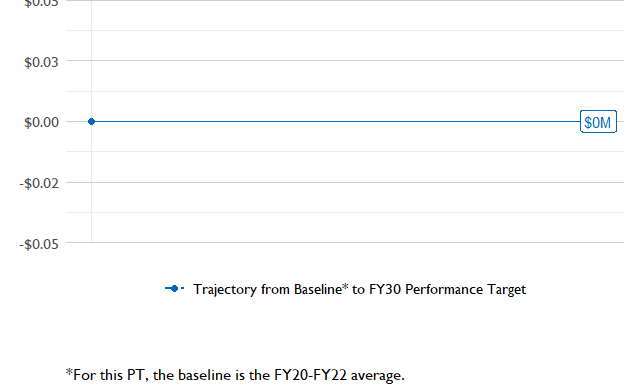 $0.05
$0.03
$0.00
$0M
-$0.02
-$0.05
Trajectory from Baseline* to FY30 Performance Target
*For this PT, the baseline is the FY20-FY22 average.